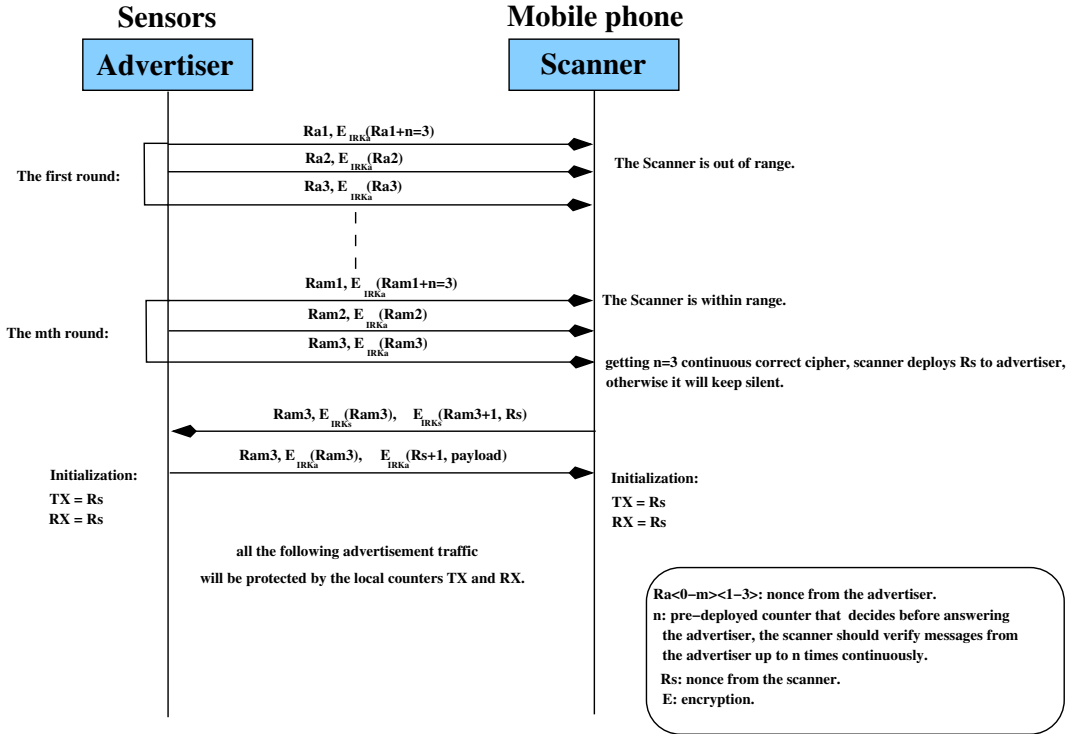 Sensors
Mobile phone
Advertiser
Scanner
Ra1, E IRKa (Ra1+n=3)
Ra2, E IRKa (Ra2)
The Scanner is out of range.
The first round:
Ra3, E IRKa (Ra3)
Ram1, E IRKa (Ram1+n=3)
The Scanner is within range.
Ram2, E IRKa (Ram2)
The mth round:
Ram3, E IRKa (Ram3)
getting n=3 continuous correct cipher, scanner deploys Rs to advertiser,
otherwise it will keep silent.
Ram3, E IRKs (Ram3), E IRKs (Ram3+1, Rs)
Ram3, E IRKa (Ram3), E IRKa (Rs+1, payload)
Initialization:
TX = Rs
RX = Rs
Initialization:
TX = Rs
RX = Rs
all the following advertisement traffic
will be protected by the local counters TX and RX.
Ra<0−m><1−3>: nonce from the advertiser.
n: pre−deployed counter that decides before answering
the advertiser, the scanner should verify messages from
the advertiser up to n times continuously.
Rs: nonce from the scanner.
E: encryption.